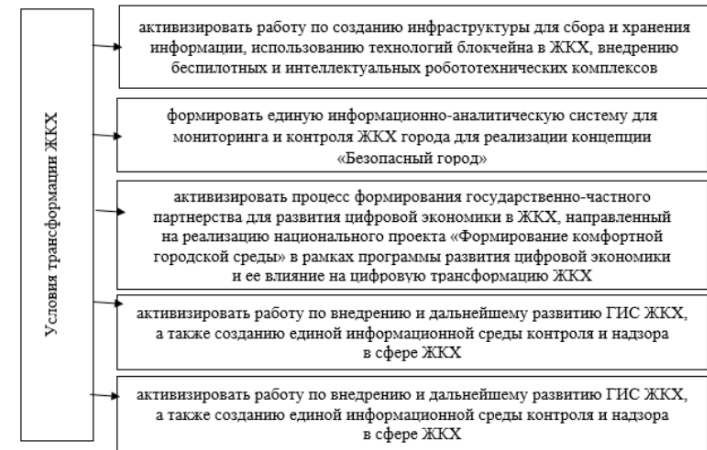 Условия трансформации ЖКХ
активизировать работу по созданию инфраструктуры для сбора и хранения
информации, использованию технологий блокчейна в ЖКХ, внедрению
беспилотных и интеллектуальных робототехнических комплексов
формировать единую информационно-аналитическую систему для
мониторинга и контроля ЖКХ города для реализации концепции
«Безопасный город»
активизировать процесс формирования государственно-частного
партнерства для развития цифровой экономики в ЖКХ, направленный
на реализацию национального проекта «Формирование комфортной
городской среды» в рамках программы развития цифровой экономики
и ее влияние на цифровую трансформацию ЖКХ
активизировать работу по внедрению и дальнейшему развитию ГИС ЖКХ,
а также созданию единой информационной среды контроля и надзора
в сфере ЖКХ
активизировать работу по внедрению и дальнейшему развитию ГИС ЖКХ,
а также созданию единой информационной среды контроля и надзора
в сфере ЖКХ